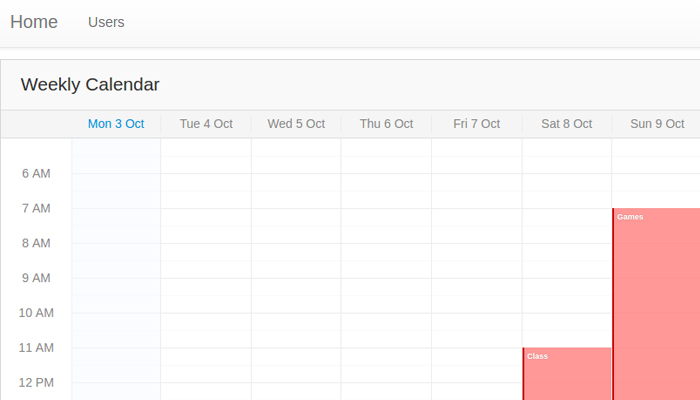 Home Users
Weekly Calendar
Mon 3 Oct Tue 4 Oct Wed 5 Oct Thu 6 Oct Fri 7 Oct Sat 8 Oct Sun 9 Oct
6 AM
7 AM
Games
8 AM
9 AM
10 AM
11 AM
Class
12 PM